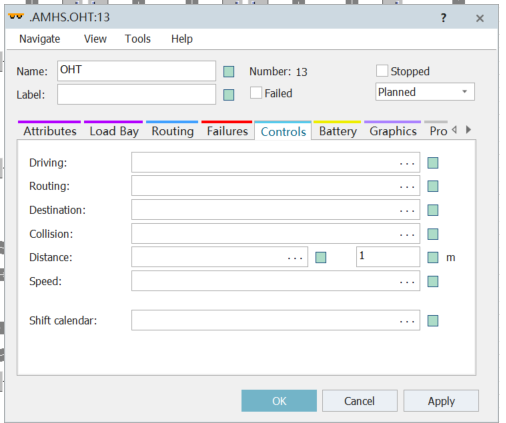 .AMHS.OHT:13
? ×
Navigate View Tools Help
Name: OHT Number: 13 Stopped
Label: Failed Planned
Attributes Load Bay Routing Failures Controls Battery Graphics Pro
Driving: ...
Routing: ...
Destination: ...
Collision: ...
Distance: ... 1 m
Speed: ...
Shift calendar: ...
OK Cancel Apply